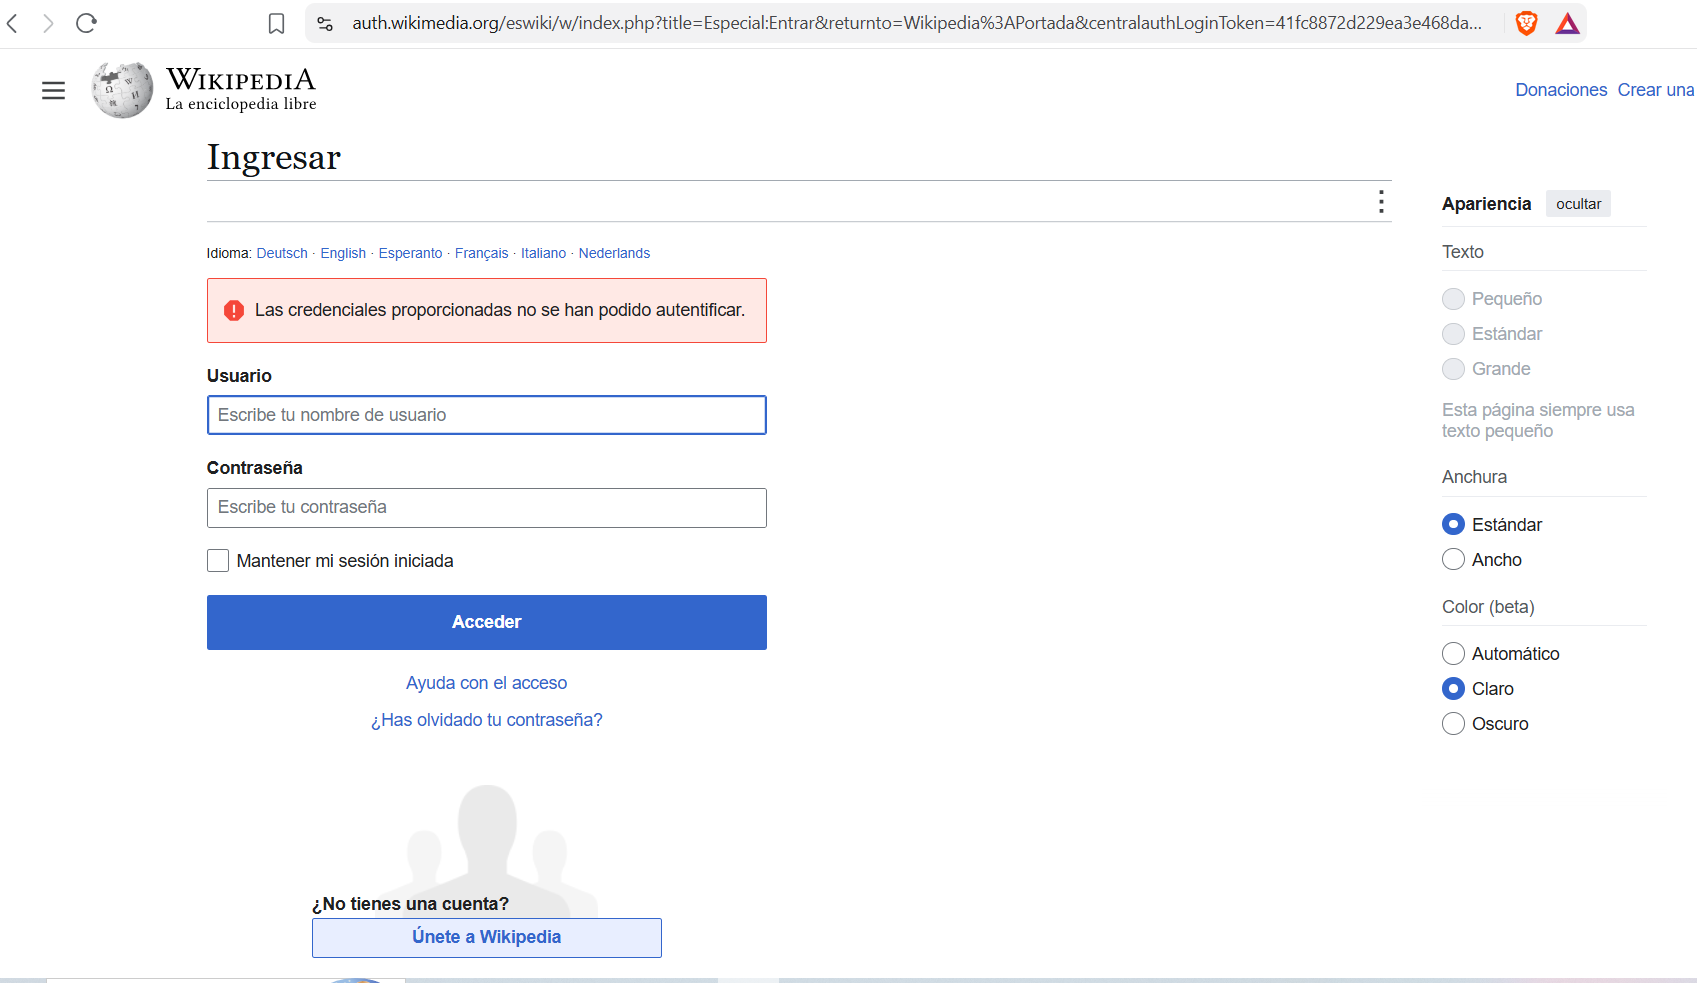 auth.wikimedia.org/eswiki/w/index.php?title=Especial:Entrar&returnto=Wikipedia%3APortada&centralauthLoginToken=41fc8872d229ea3e468da...
WIKIPEDIA
La enciclopedia libre
Donaciones Crear una
Ingresar
Idioma: Deutsch · English · Esperanto · Français · Italiano · Nederlands
Las credenciales proporcionadas no se han podido autentificar.
Usuario
Escribe tu nombre de usuario
Contraseña
Escribe tu contraseña
Mantener mi sesión iniciada
Acceder
Ayuda con el acceso
¿Has olvidado tu contraseña?
¿No tienes una cuenta?
Únete a Wikipedia
Apariencia ocultar
Texto
Pequeño
Estándar
Grande
Esta página siempre usa
texto pequeño
Anchura
Estándar
Ancho
Color (beta)
Automático
Claro
Oscuro